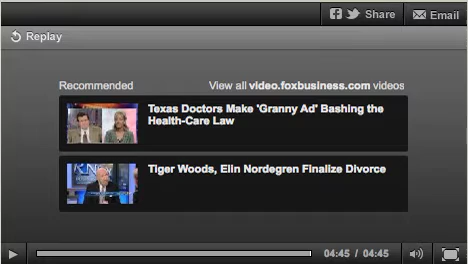 Share Email
Replay
Recommended View all video.foxbusiness.com videos
Texas Doctors Make 'Granny Ad' Bashing the
Health-Care Law
Tiger Woods, Elin Nordegren Finalize Divorce
04:45 / 04:45